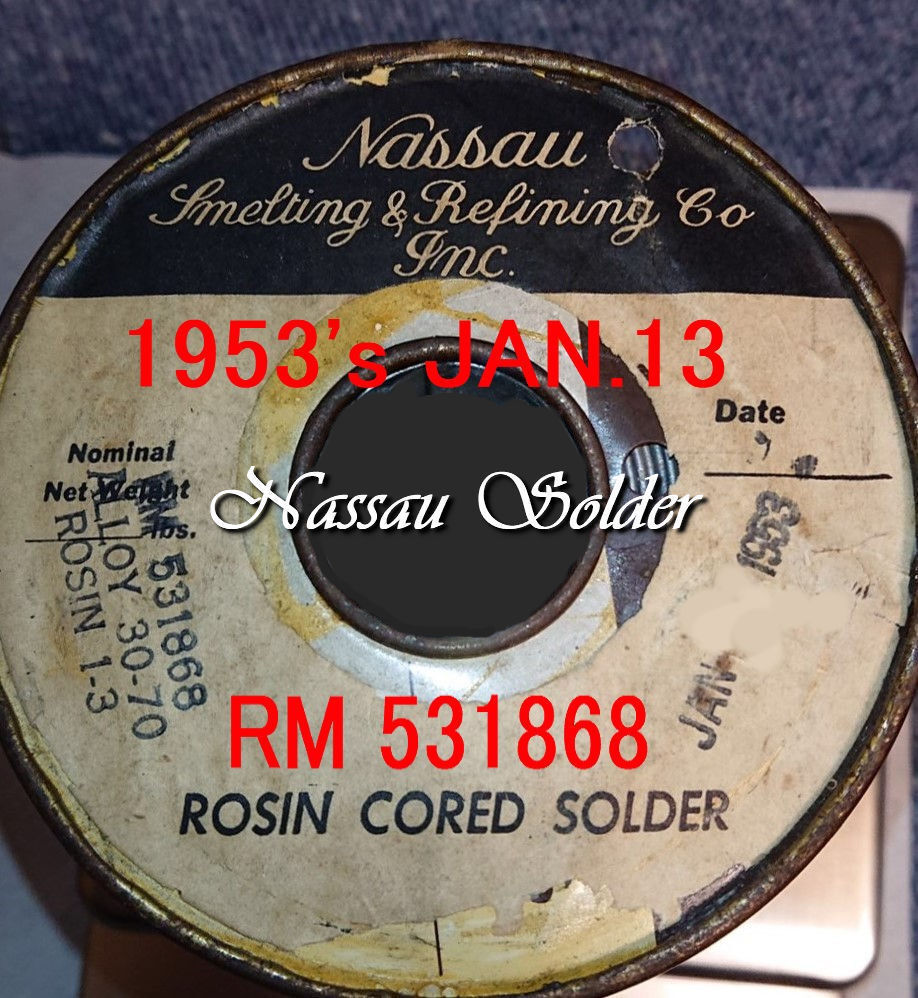 Nassau
Smelting & Refining Co
Inc.
1953's JAN.13
Date
Nominal
Net Weight
lbs.
Nassau Solder
RM 531868
ALLOY 30-70
ROSIN 1-3
JAN 1953
RM 531868
ROSIN CORED SOLDER